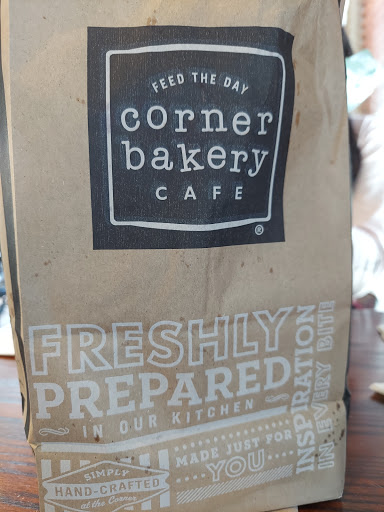 FEED THE DAY
corner
bakery
CAFE
®
FRESHLY
PREPARED
IN OUR KITCHEN
INSPIRATION
IN EVERY BITE
MADE JUST FOR
YOU
SIMPLY
HAND-CRAFTED
at the Corner